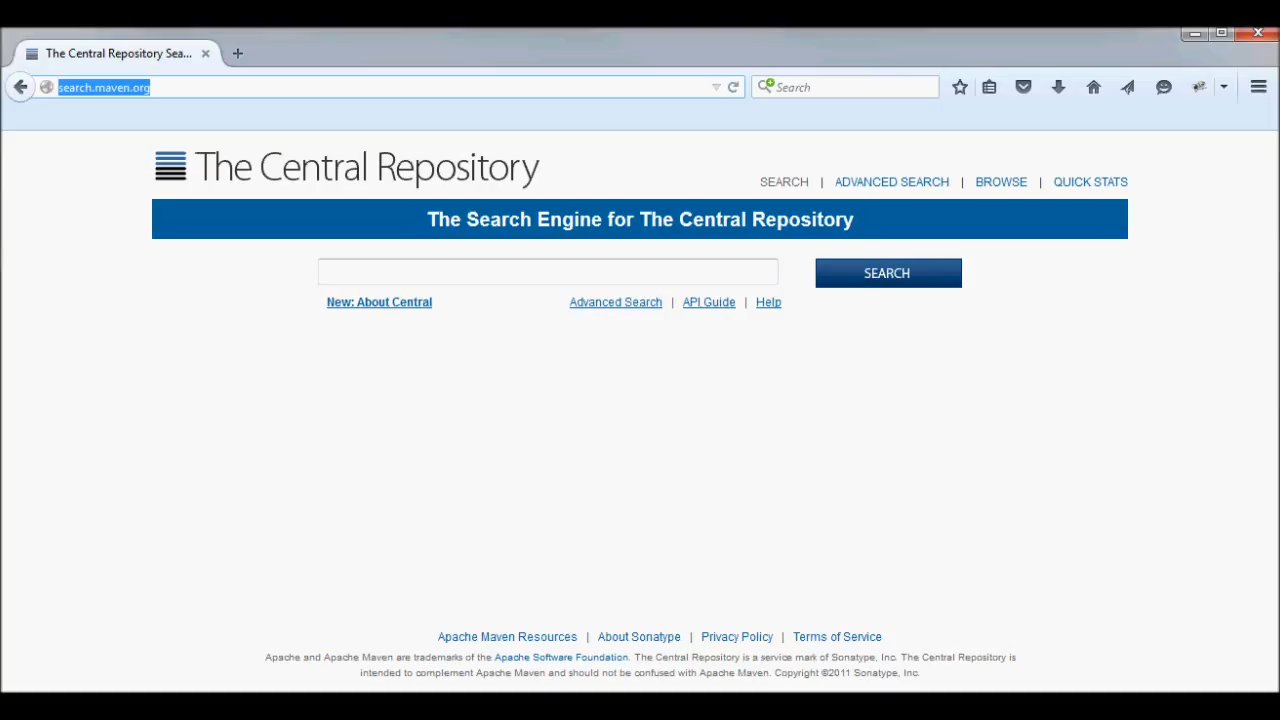 The Central Repository Sea...
search.maven.org
Search
The Central Repository
SEARCH | ADVANCED SEARCH | BROWSE | QUICK STATS
The Search Engine for The Central Repository
SEARCH
New: About Central
Advanced Search | API Guide | Help
Apache Maven Resources | About Sonatype | Privacy Policy | Terms of Service
Apache and Apache Maven are trademarks of the Apache Software Foundation. The Central Repository is a service mark of Sonatype, Inc. The Central Repository is
intended to complement Apache Maven and should not be confused with Apache Maven. Copyright ©2011 Sonatype, Inc.